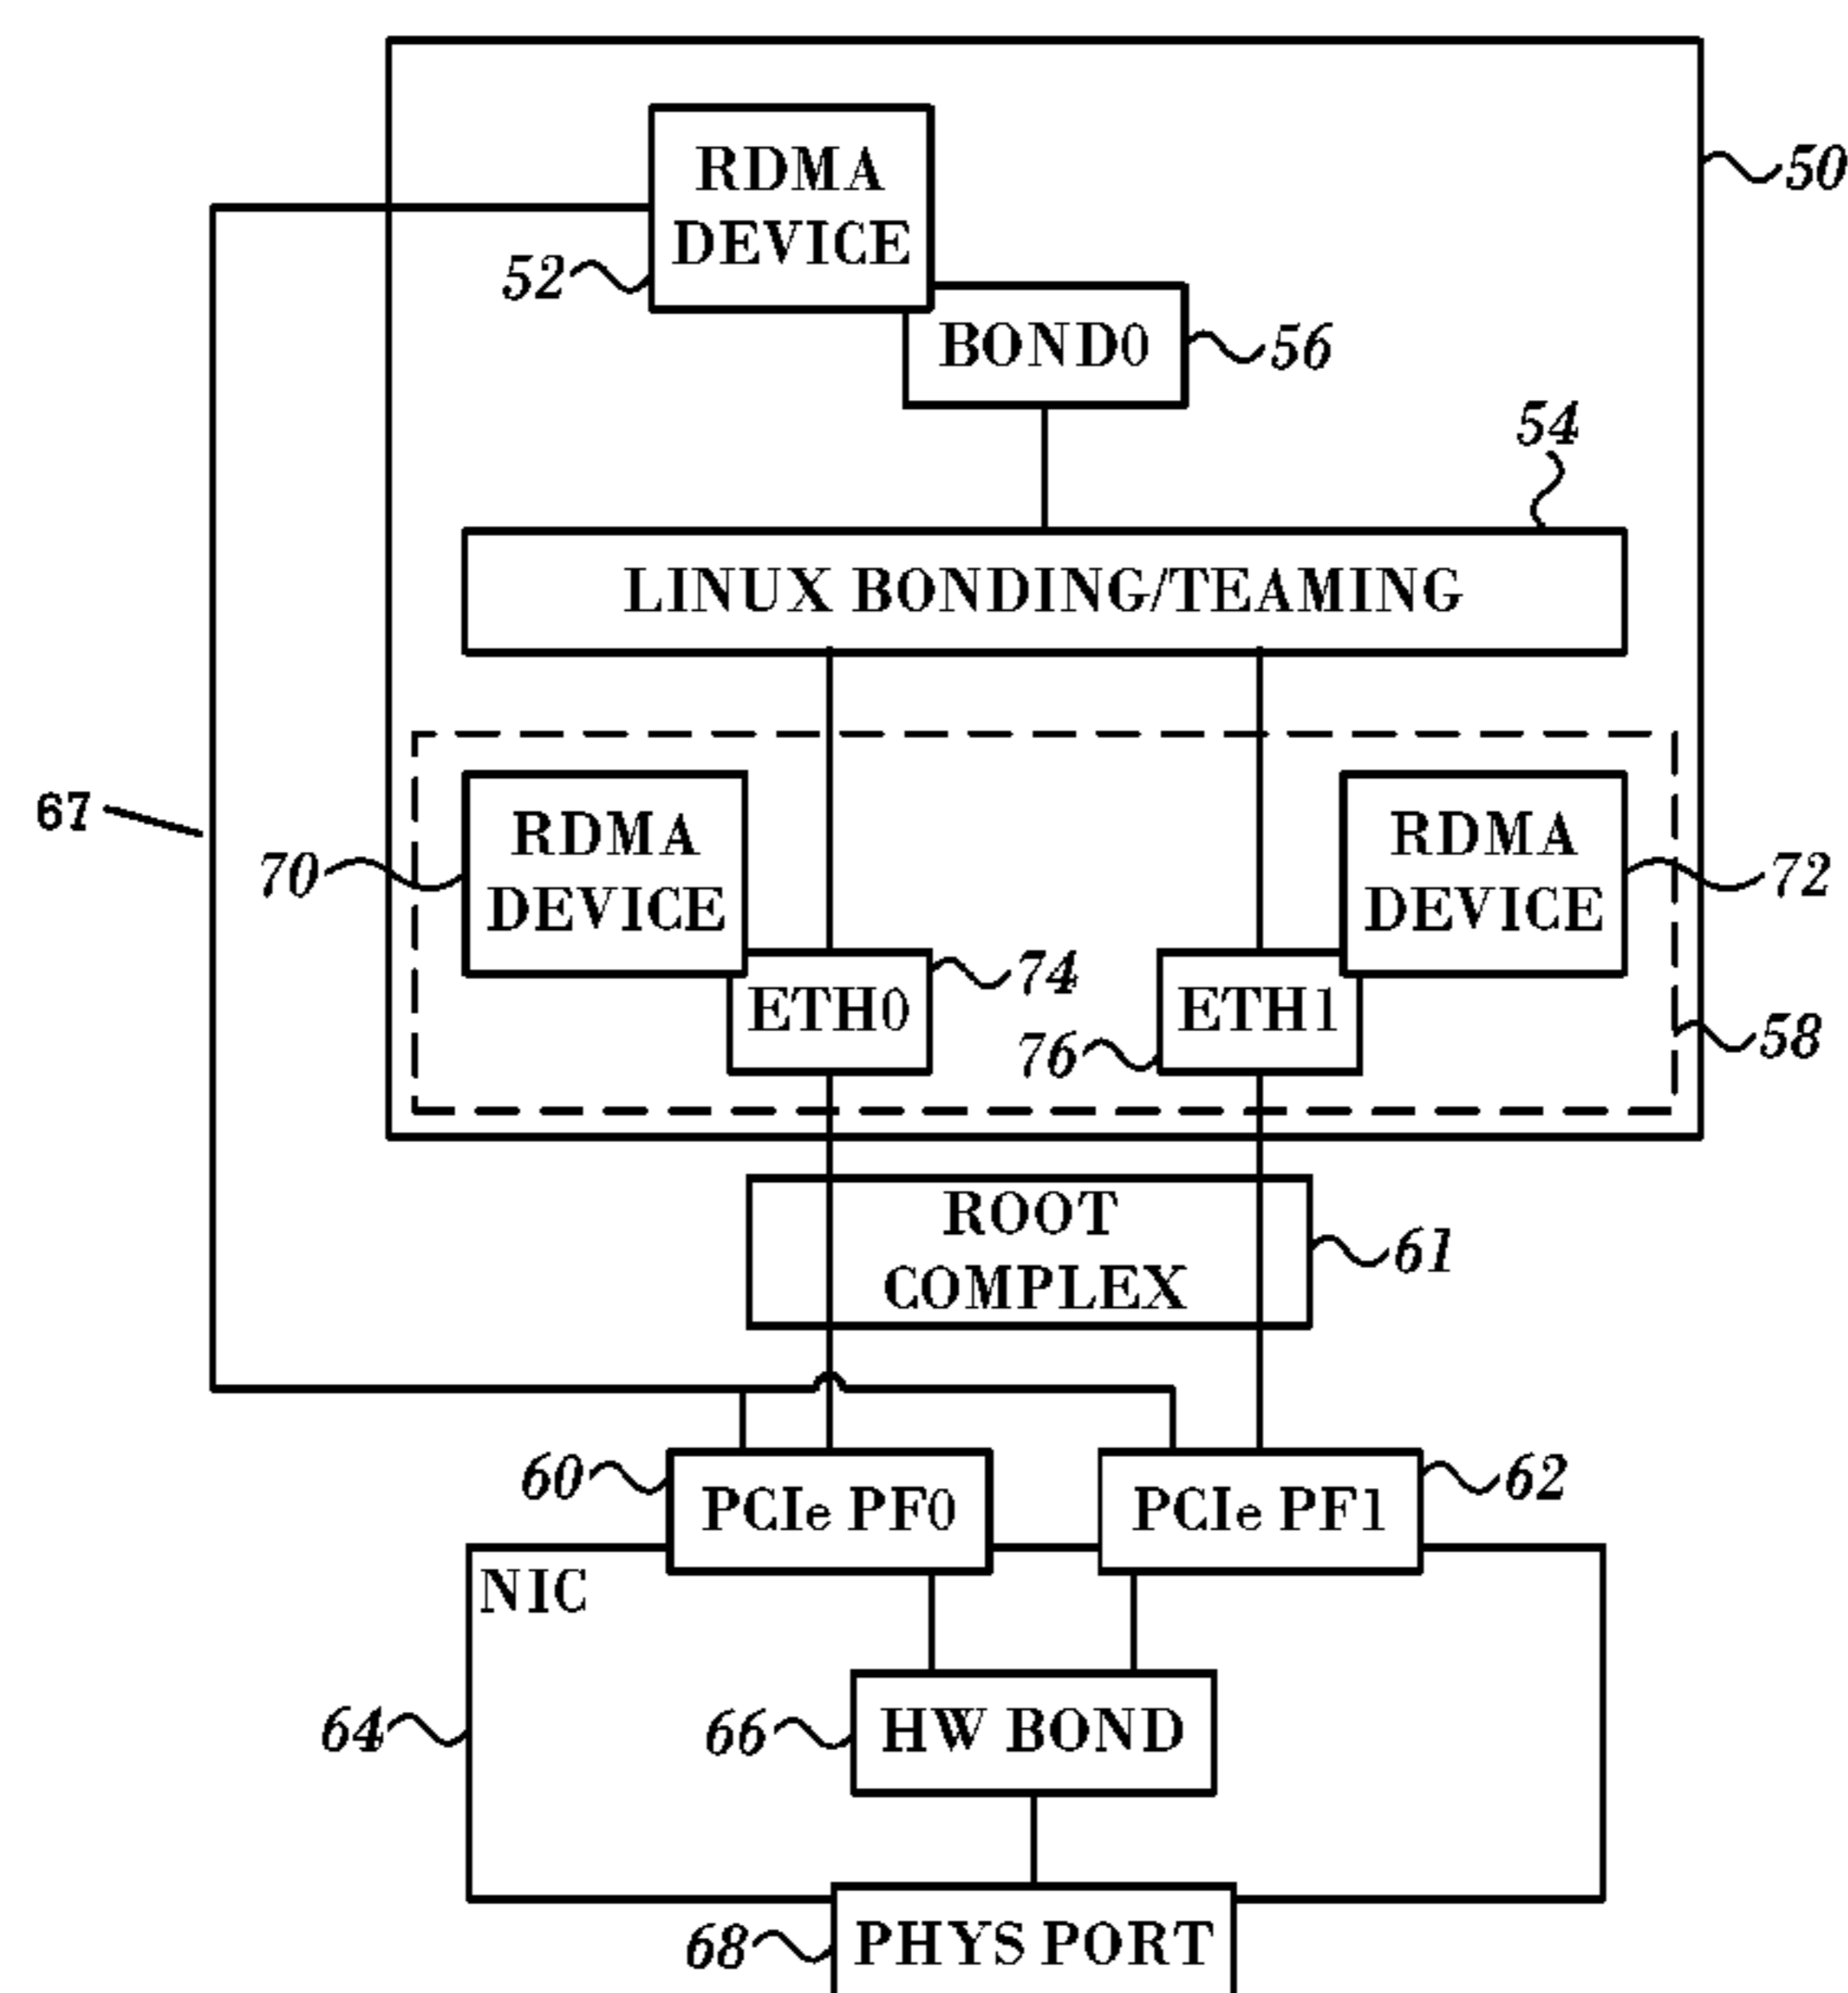 RDMA
DEVICE
50
52
BOND0
56
54
LINUX BONDING/TEAMING
67
RDMA
DEVICE
70
RDMA
DEVICE
72
ETH0
74
ETH1
76
58
ROOT
COMPLEX
61
60
PCIe PF0
PCIe PF1
62
NIC
64
66
HW BOND
68
PHYS PORT